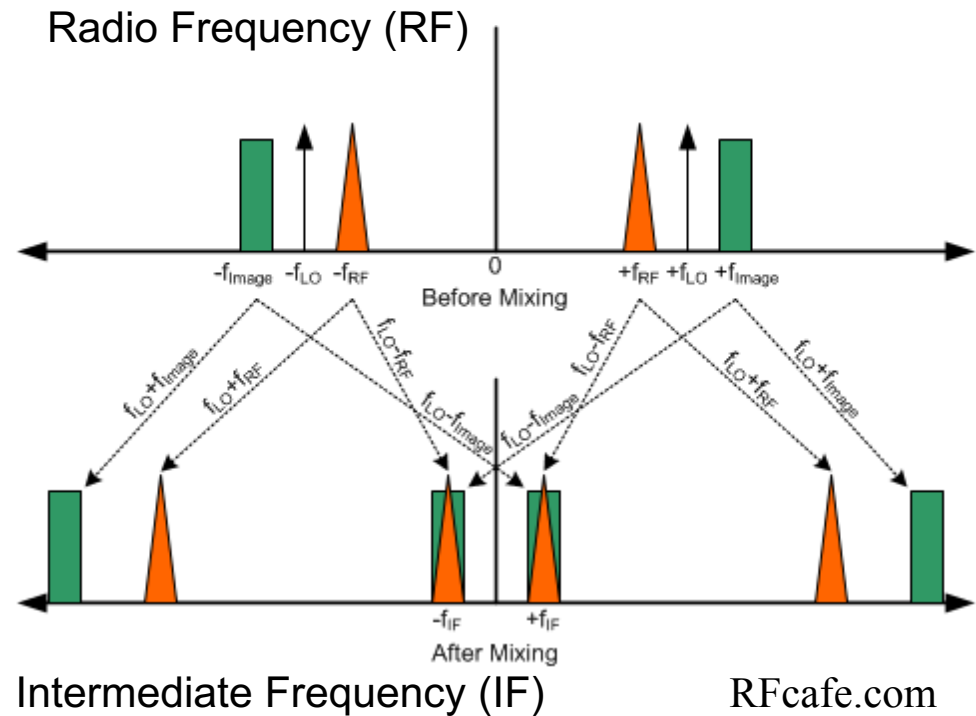 Radio Frequency (RF)
-fImage -fLO -fRF 0 +fRF +fLO +fImage
Before Mixing
fLO+fImage fLO+fRF fLO-fRF fLO-fImage fLO-fImage fLO-fRF fLO+fRF fLO+fImage
-fIF +fIF
After Mixing
Intermediate Frequency (IF) RFcafe.com